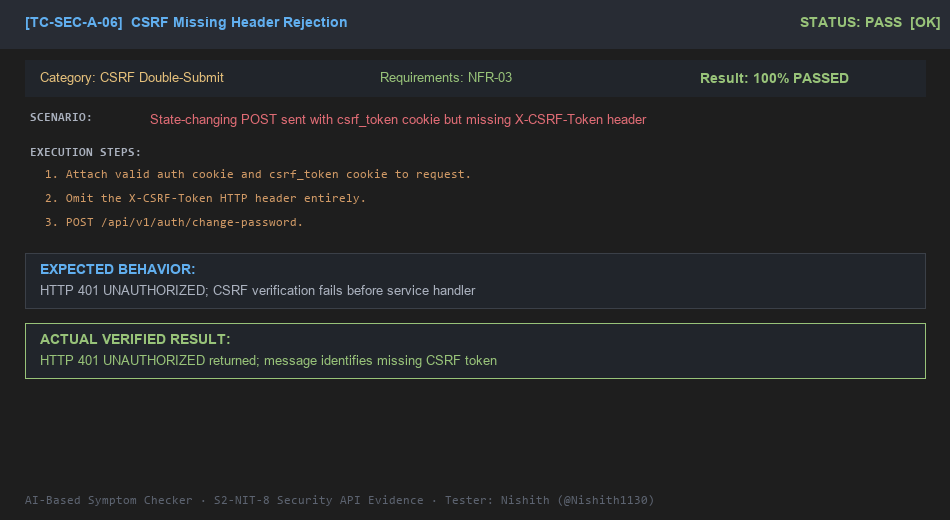 [TC-SEC-A-06]  CSRF Missing Header Rejection
STATUS: PASS  [OK]
Category: CSRF Double-Submit
Requirements: NFR-03
Result: 100% PASSED
SCENARIO:
State-changing POST sent with csrf_token cookie but missing X-CSRF-Token header
EXECUTION STEPS:
1. Attach valid auth cookie and csrf_token cookie to request.
2. Omit the X-CSRF-Token HTTP header entirely.
3. POST /api/v1/auth/change-password.
EXPECTED BEHAVIOR:
HTTP 401 UNAUTHORIZED; CSRF verification fails before service handler
ACTUAL VERIFIED RESULT:
HTTP 401 UNAUTHORIZED returned; message identifies missing CSRF token
AI-Based Symptom Checker · S2-NIT-8 Security API Evidence · Tester: Nishith (@Nishith1130)